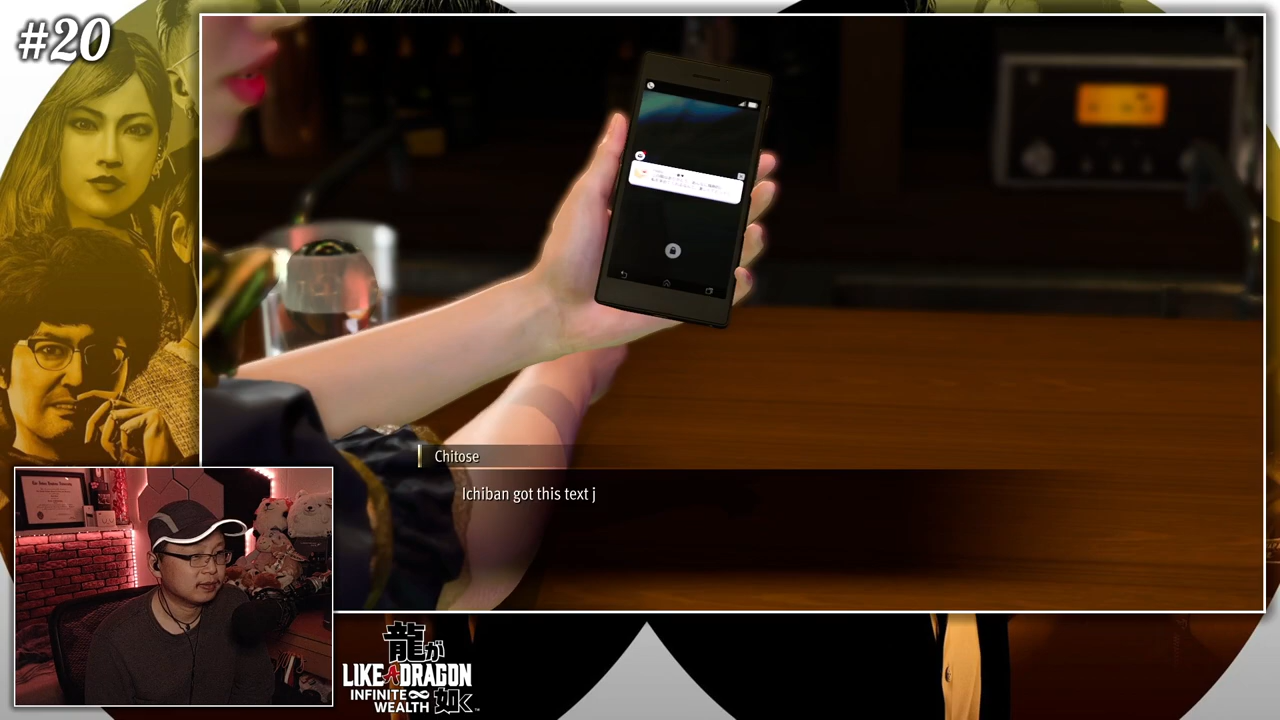 #20
Chitose
Ichiban got this text j
龍が
LIKE A DRAGON
INFINITE ∞
WEALTH 如く